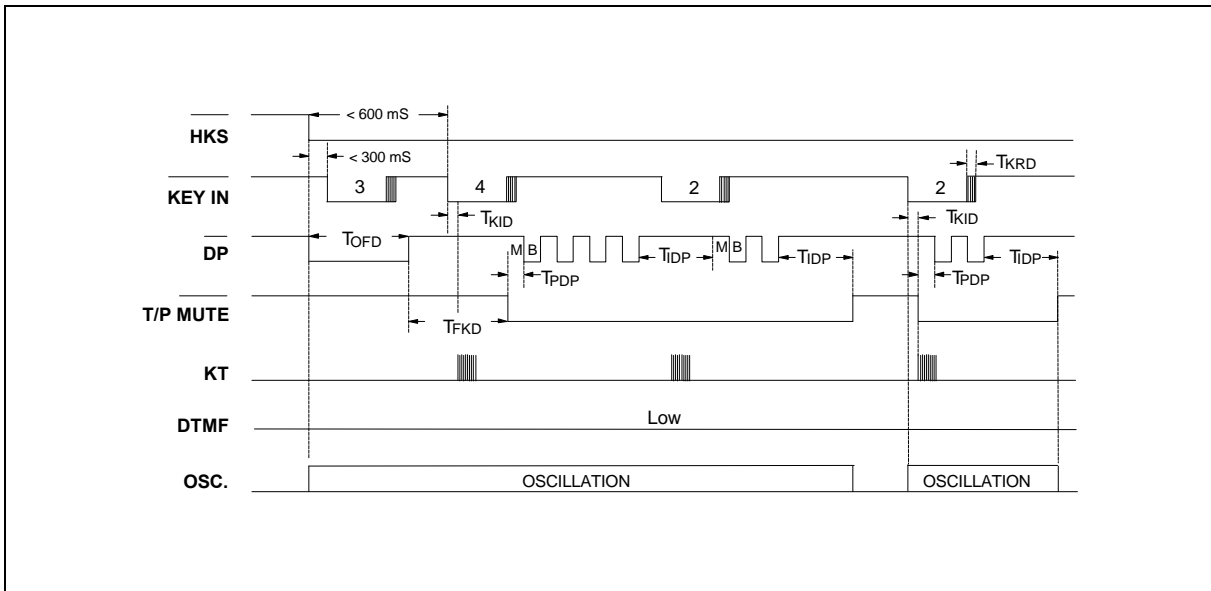 < 600 mS
HKS
< 300 mS
TKRD
KEY IN
3
4
2
2
TKID
TKID
TOFD
DP
M B
TIDP
M B
TIDP
TIDP
TPDP
TPDP
T/P MUTE
TFKD
KT
DTMF
Low
OSC.
OSCILLATION
OSCILLATION